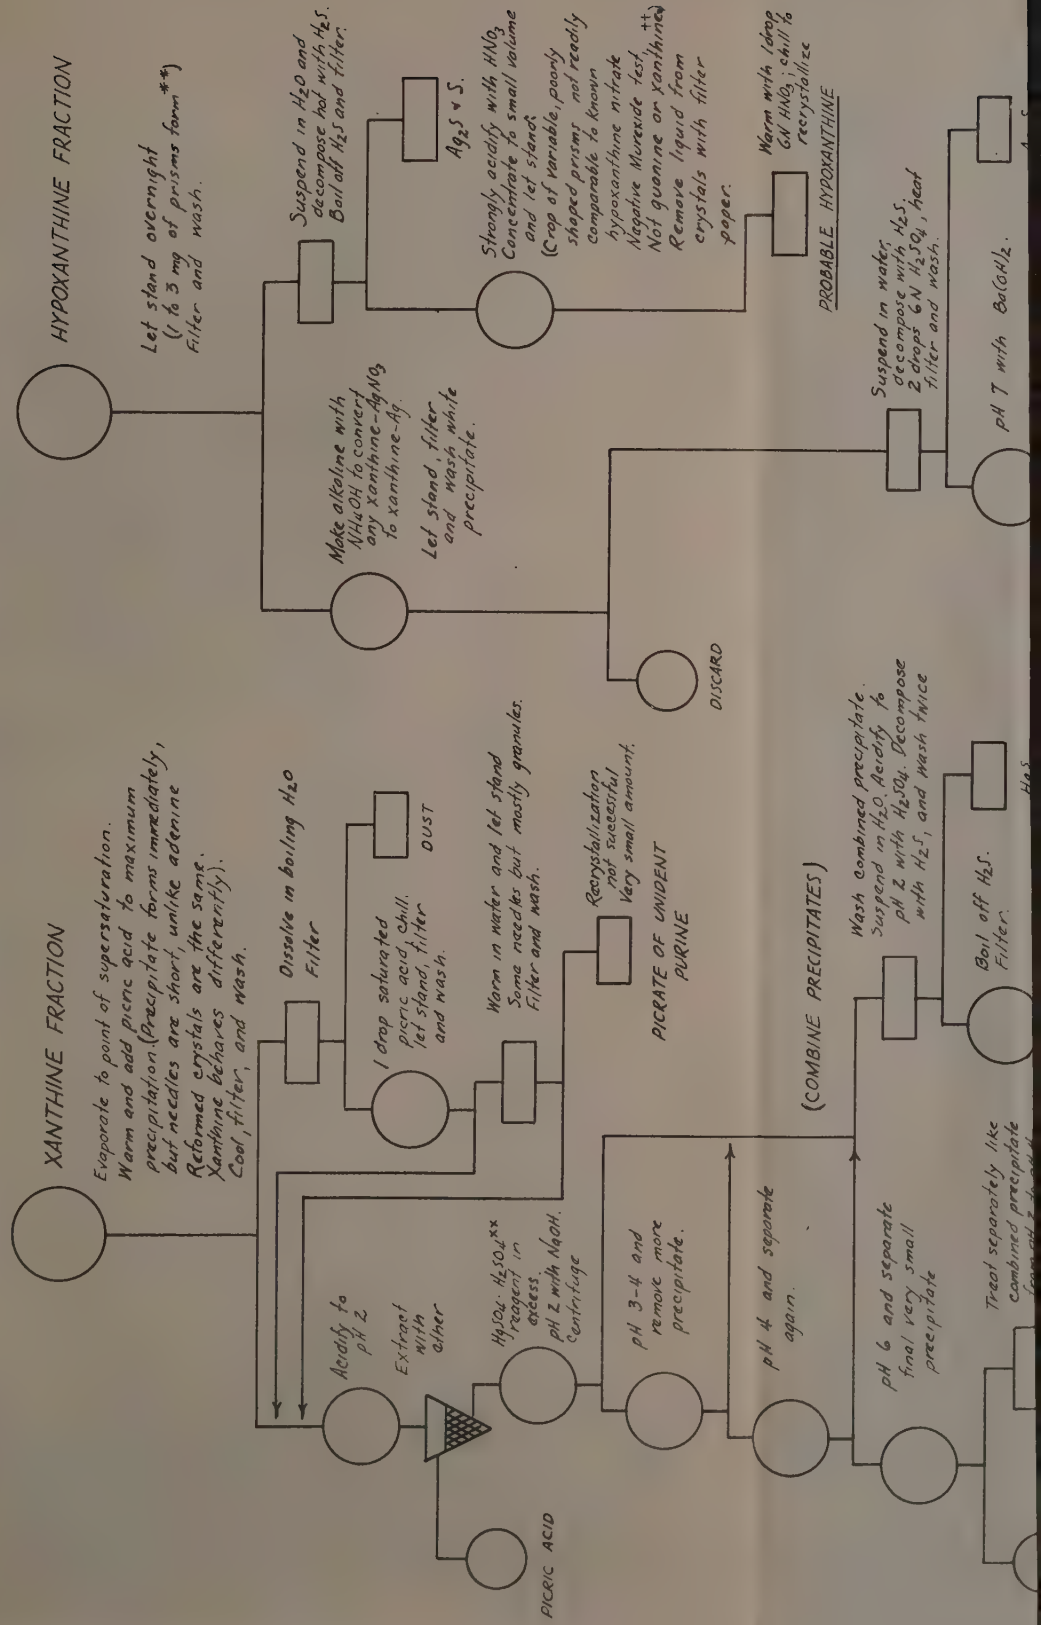 XANTHINE FRACTION
Evaporate to point of supersaturation.
Warm and add picric acid to maximum
precipitation. (Precipitate forms immediately,
but needles are short, unlike adenine
Reformed crystals are the same.
Xanthine behaves differently).
Cool, filter, and wash.
Dissolve in boiling H2O
Filter
DUST
1 drop saturated
picric acid, chill.
let stand, filter
and wash.
Warm in water and let stand
Some needles but mostly granules.
Filter and wash.
Recrystallization
not successful
Very small amount.
PICRATE OF UNIDENT
PURINE
Acidify to
pH 2
Extract
with
ether
PICRIC ACID
HgSO4 · H2SO4xx
reagent in
excess.
pH 2 with NaOH.
Centrifuge
pH 3-4 and
remove more
precipitate.
pH 4 and separate
again.
pH 6 and separate
final very small
precipitate
Treat separately like
combined precipitate
from pH 2 to pH 4
(COMBINE PRECIPITATES)
Wash combined precipitate.
Suspend in H2O. Acidify to
pH 2 with H2SO4. Decompose
with H2S, and wash twice
Boil off H2S.
Filter.
HgS
HYPOXANTHINE FRACTION
Let stand overnight
(1 to 3 mg of prisms form**)
Filter and wash.
Suspend in H2O and
decompose hot with H2S.
Boil off H2S and filter.
Ag2S & S.
Strongly acidify with HNO3
Concentrate to small volume
and let stand.
(Crop of variable, poorly
shaped prisms not readily
comparable to known
hypoxanthine nitrate
Negative Murexide test,
Not guanine or xanthine)††
Remove liquid from
crystals with filter
paper.
Warm with 1 drop
6N HNO3; chill to
recrystallize
PROBABLE HYPOXANTHINE
Make alkaline with
NH4OH to convert
any xanthine-AgNO3
to xanthine-Ag.
Let stand, filter
and wash white
precipitate.
DISCARD
Suspend in water,
decompose with H2S.
2 drops 6N H2SO4, heat
filter and wash.
pH 7 with Ba(OH)2.